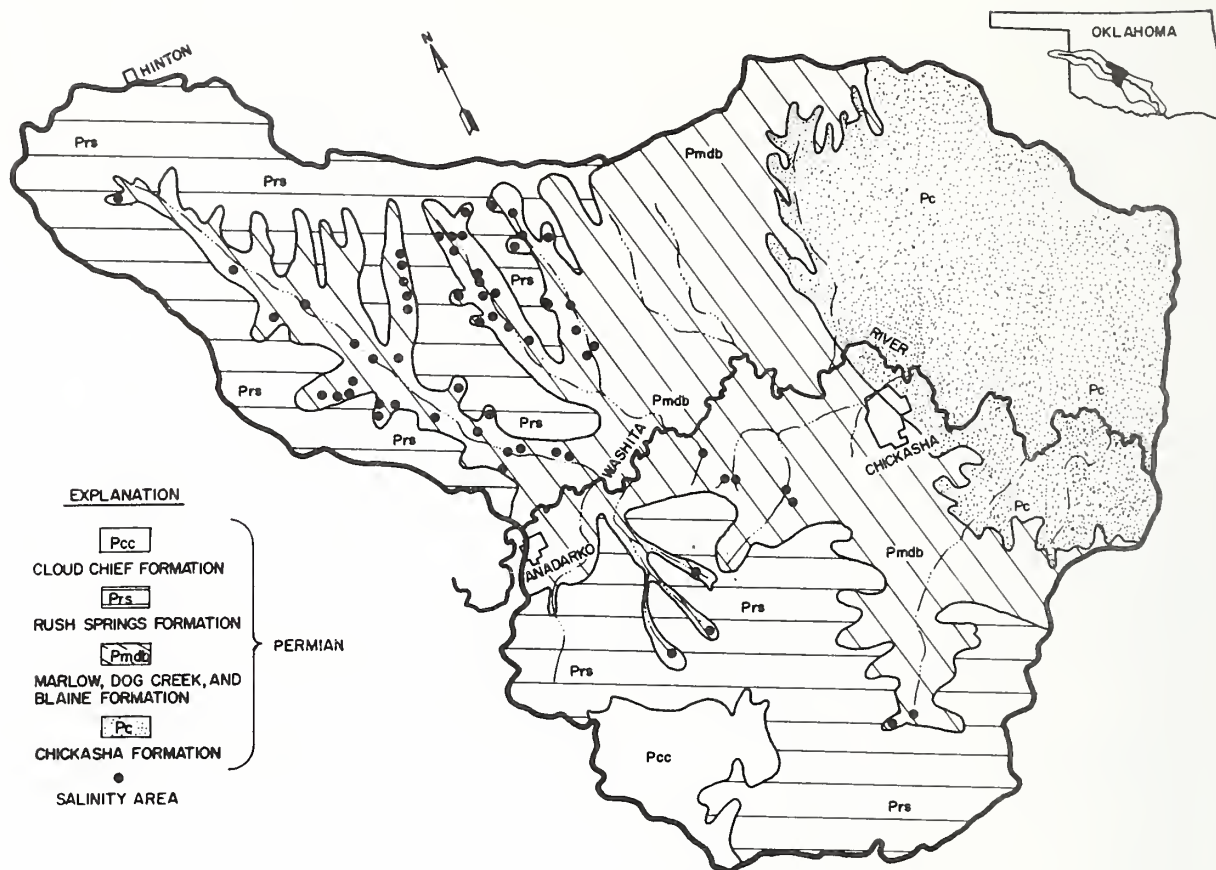 OKLAHOMA
N
HINTON
Prs
Prs
Pmdb
Pc
Prs
RIVER
Prs
Pmdb
Pc
Prs
Prs
WASHITA
CHICKASHA
Pc
ANADARKO
Pmdb
Prs
Prs
Pcc
Prs
EXPLANATION
Pcc
CLOUD CHIEF FORMATION
Prs
RUSH SPRINGS FORMATION
Pmdb
MARLOW, DOG CREEK, AND
BLAINE FORMATION
Pc
CHICKASHA FORMATION
SALINITY AREA
PERMIAN